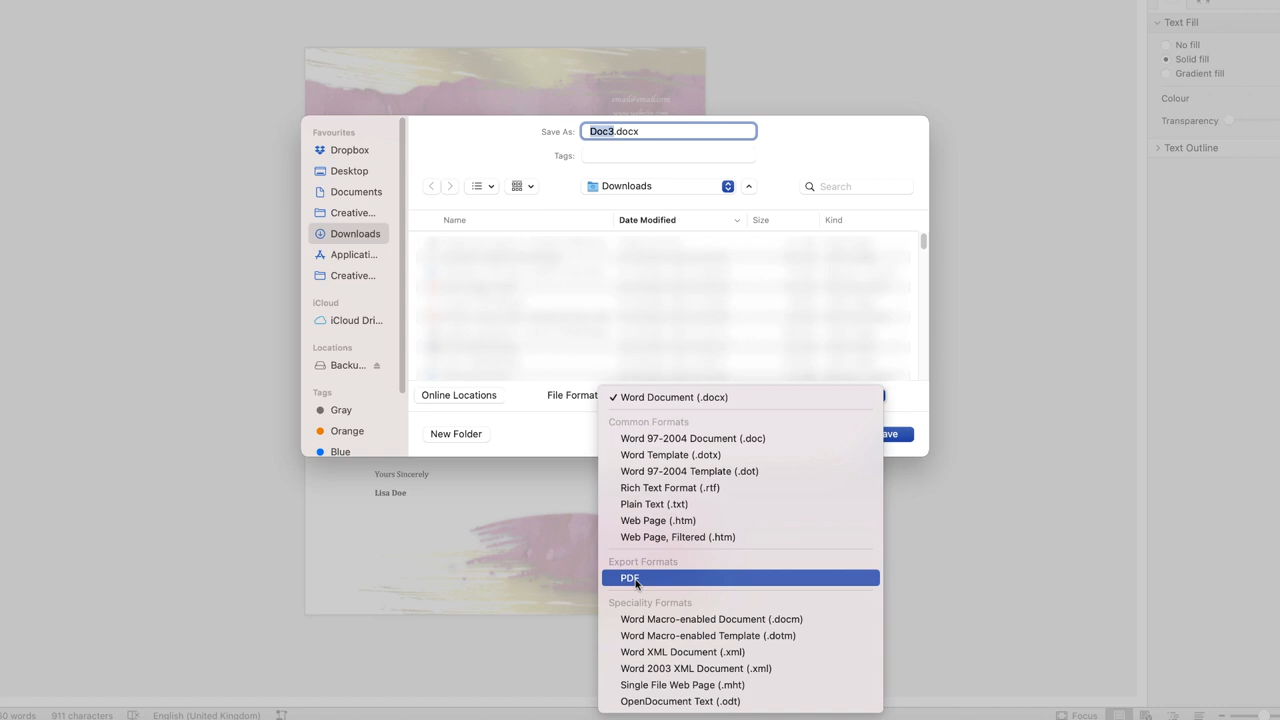 Text Fill
No fill
Solid fill
Gradient fill
Colour
Transparency
Text Outline
email@email.com
Save As: Doc3.docx
Tags:
Favourites
Dropbox
Desktop
Documents
Creative...
Downloads
Applicati...
Creative...
iCloud
iCloud Dri...
Locations
Backu...
Tags
Gray
Orange
Blue
Downloads
Search
Name Date Modified Size Kind
Online Locations File Format
New Folder
ave
Word Document (.docx)
Common Formats
Word 97-2004 Document (.doc)
Word Template (.dotx)
Word 97-2004 Template (.dot)
Rich Text Format (.rtf)
Plain Text (.txt)
Web Page (.htm)
Web Page, Filtered (.htm)
Export Formats
PDF
Speciality Formats
Word Macro-enabled Document (.docm)
Word Macro-enabled Template (.dotm)
Word XML Document (.xml)
Word 2003 XML Document (.xml)
Single File Web Page (.mht)
OpenDocument Text (.odt)
Yours Sincerely
Lisa Doe
words 911 characters English (United Kingdom) Focus